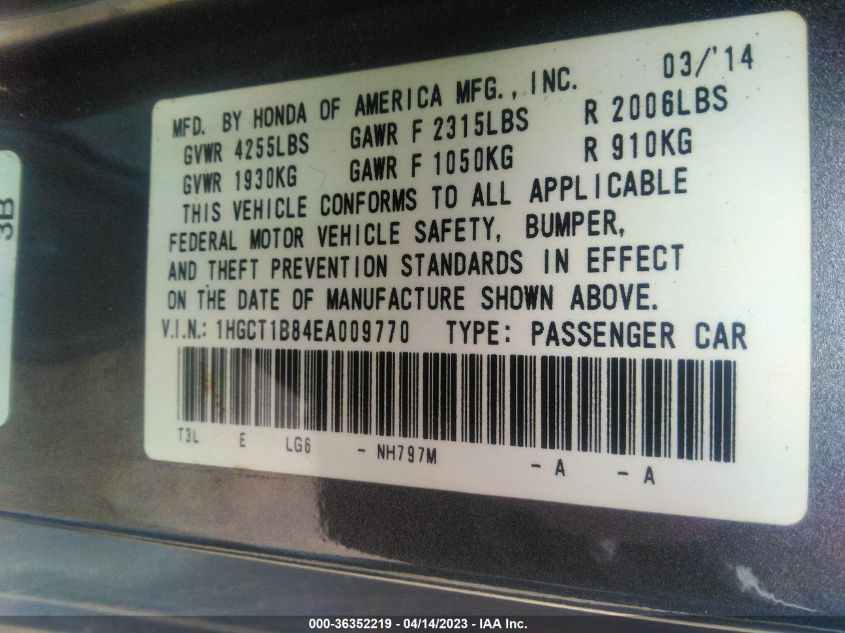 03/'14
MFD. BY HONDA OF AMERICA MFG., INC.
GVWR 4255LBS GAWR F 2315LBS R 2006LBS
GVWR 1930KG GAWR F 1050KG R 910KG
THIS VEHICLE CONFORMS TO ALL APPLICABLE
FEDERAL MOTOR VEHICLE SAFETY, BUMPER,
AND THEFT PREVENTION STANDARDS IN EFFECT
ON THE DATE OF MANUFACTURE SHOWN ABOVE.
V.I.N.: 1HGCT1B84EA009770 TYPE: PASSENGER CAR
T3L E LG6 - NH797M - A - A
3B
000-36352219 - 04/14/2023 - IAA Inc.